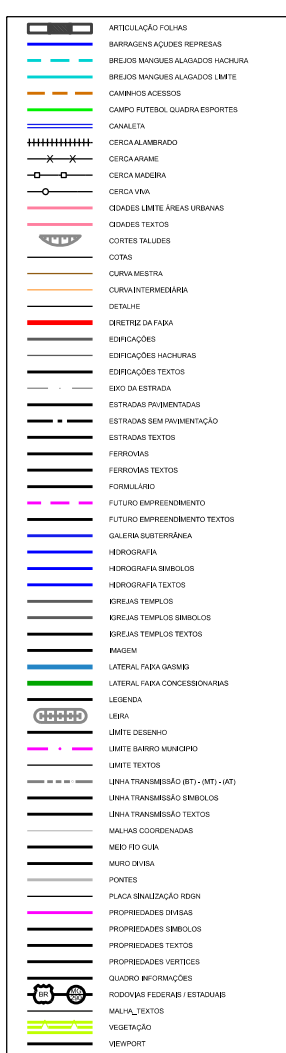 ARTICULAÇÃO FOLHAS
BARRAGENS AÇUDES REPRESAS
BREJOS MANGUES ALAGADOS HACHURA
BREJOS MANGUES ALAGADOS LIMITE
CAMINHOS ACESSOS
CAMPO FUTEBOL QUADRA ESPORTES
CANALETA
CERCA ALAMBRADO
CERCA ARAME
CERCA MADEIRA
CERCA VIVA
CIDADES LIMITE ÁREAS URBANAS
CIDADES TEXTOS
CORTES TALUDES
COTAS
CURVA MESTRA
CURVA INTERMEDIÁRIA
DETALHE
DIRETRIZ DA FAIXA
EDIFICAÇÕES
EDIFICAÇÕES HACHURAS
EDIFICAÇÕES TEXTOS
EIXO DA ESTRADA
ESTRADAS PAVIMENTADAS
ESTRADAS SEM PAVIMENTAÇÃO
ESTRADAS TEXTOS
FERROVIAS
FERROVIAS TEXTOS
FORMULÁRIO
FUTURO EMPREENDIMENTO
FUTURO EMPREENDIMENTO TEXTOS
GALERIA SUBTERRÂNEA
HIDROGRAFIA
HIDROGRAFIA SIMBOLOS
HIDROGRAFIA TEXTOS
IGREJAS TEMPLOS
IGREJAS TEMPLOS SIMBOLOS
IGREJAS TEMPLOS TEXTOS
IMAGEM
LATERAL FAIXA GASMIG
LATERAL FAIXA CONCESSIONARIAS
LEGENDA
LEIRA
LIMITE DESENHO
LIMITE BAIRRO MUNICIPIO
LIMITE TEXTOS
LINHA TRANSMISSÃO (BT) - (MT) - (AT)
LINHA TRANSMISSÃO SIMBOLOS
LINHA TRANSMISSÃO TEXTOS
MALHAS COORDENADAS
MEIO FIO GUIA
MURO DIVISA
PONTES
PLACA SINALIZAÇÃO RDGN
PROPRIEDADES DIVISAS
PROPRIEDADES SIMBOLOS
PROPRIEDADES TEXTOS
PROPRIEDADES VERTICES
QUADRO INFORMAÇÕES
BR MG 290 RODOVIAS FEDERAIS / ESTADUAIS
MALHA_TEXTOS
VEGETAÇÃO
VIEWPORT